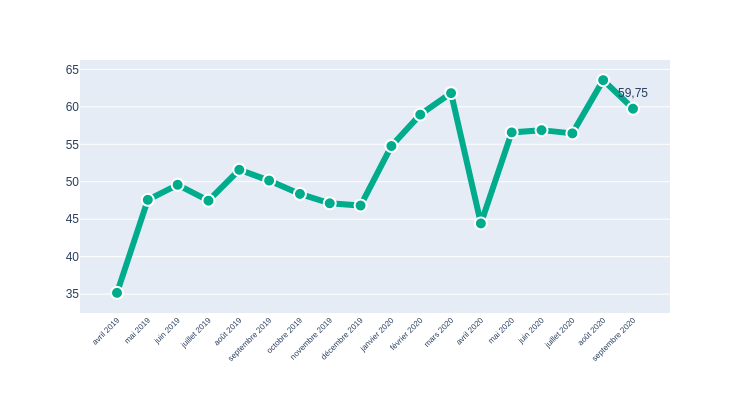 65
60
55
50
45
40
35
59,75
avril 2019
mai 2019
juin 2019
juillet 2019
août 2019
septembre 2019
octobre 2019
novembre 2019
décembre 2019
janvier 2020
février 2020
mars 2020
avril 2020
mai 2020
juin 2020
juillet 2020
août 2020
septembre 2020